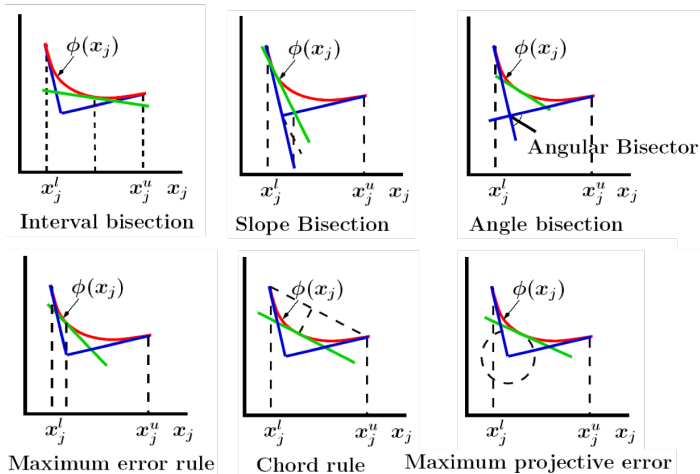 ϕ(x_j) ϕ(x_j) ϕ(x_j)
Angular Bisector
x_j^l x_j^u x_j x_j^l x_j^u x_j x_j^l x_j^u x_j
Interval bisection Slope Bisection Angle bisection
ϕ(x_j) ϕ(x_j) ϕ(x_j)
x_j^l x_j^u x_j x_j^l x_j^u x_j x_j^l x_j^u x_j
Maximum error rule Chord rule Maximum projective error